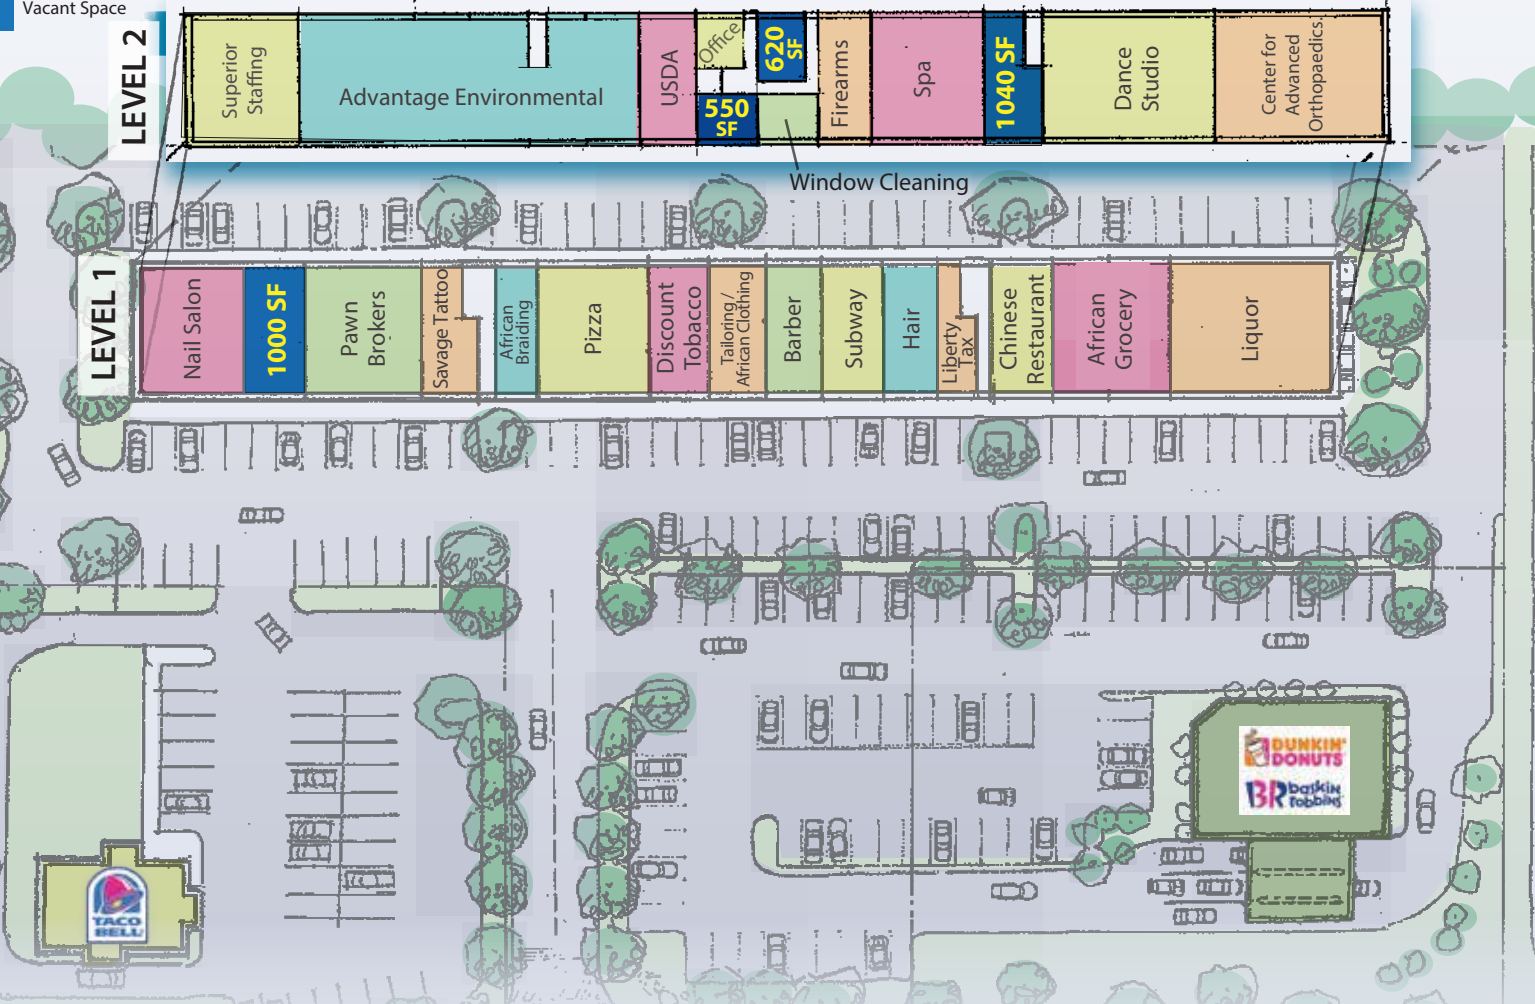 Vacant Space
LEVEL 2
Superior
Staffing
Advantage Environmental
USDA
Office
550
SF
620
SF
Window Cleaning
Firearms
Spa
1040 SF
Dance
Studio
Center for
Advanced
Orthopaedics
LEVEL 1
Nail Salon
1000 SF
Pawn
Brokers
Savage Tattoo
African
Braiding
Pizza
Discount
Tobacco
Tailoring /
African Clothing
Barber
Subway
Hair
Liberty
Tax
Chinese
Restaurant
African
Grocery
Liquor
DUNKIN'
DONUTS
BR baskin
robbins
TACO
BELL